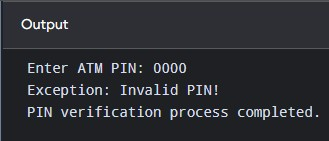 Output
Enter ATM PIN: 0000
Exception: Invalid PIN!
PIN verification process completed.